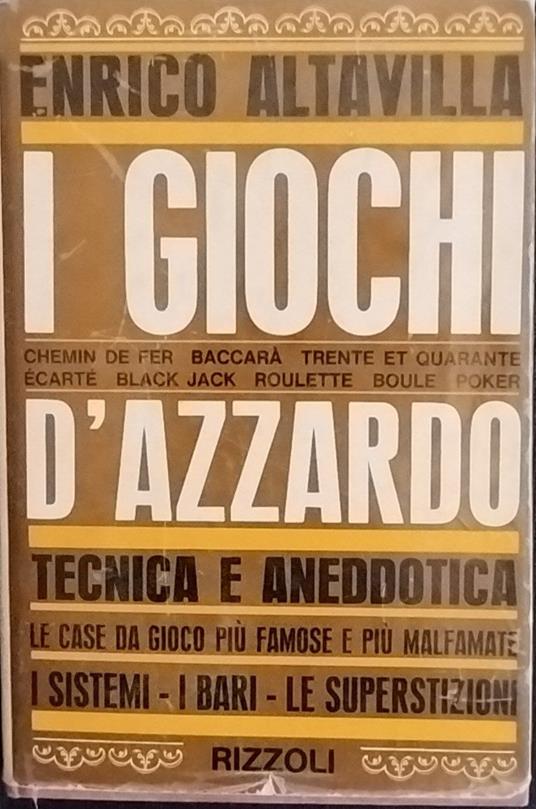 ENRICO ALTAVILLA
I GIOCHI
CHEMIN DE FER BACCARÀ TRENTE ET QUARANTE
ÉCARTÉ BLACK JACK ROULETTE BOULE POKER
D'AZZARDO
TECNICA E ANEDDOTICA
LE CASE DA GIOCO PIÙ FAMOSE E PIÙ MALFAMATE
I SISTEMI - I BARI - LE SUPERSTIZIONI
RIZZOLI